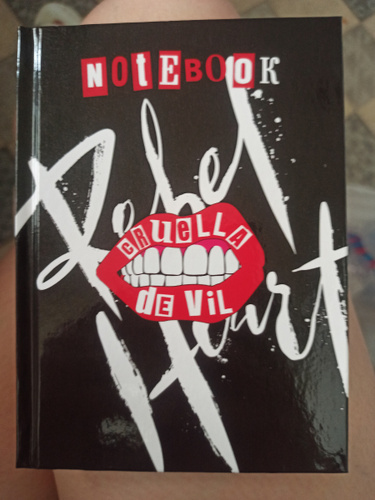 NOTEBOOK
Rebel
CRUELLA
DE VIL
Heart